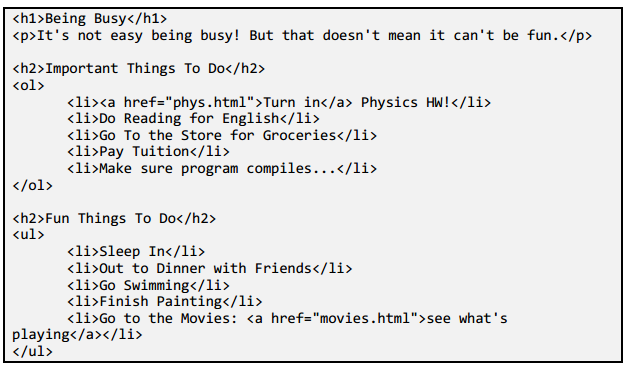 <h1>Being Busy</h1>
<p>It's not easy being busy! But that doesn't mean it can't be fun.</p>
<h2>Important Things To Do</h2>
<ol>
<li><a href="phys.html">Turn in</a> Physics HW!</li>
<li>Do Reading for English</li>
<li>Go To the Store for Groceries</li>
<li>Pay Tuition</li>
<li>Make sure program compiles...</li>
</ol>
<h2>Fun Things To Do</h2>
<ul>
<li>Sleep In</li>
<li>Out to Dinner with Friends</li>
<li>Go Swimming</li>
<li>Finish Painting</li>
<li>Go to the Movies: <a href="movies.html">see what's
playing</a></li>
</ul>